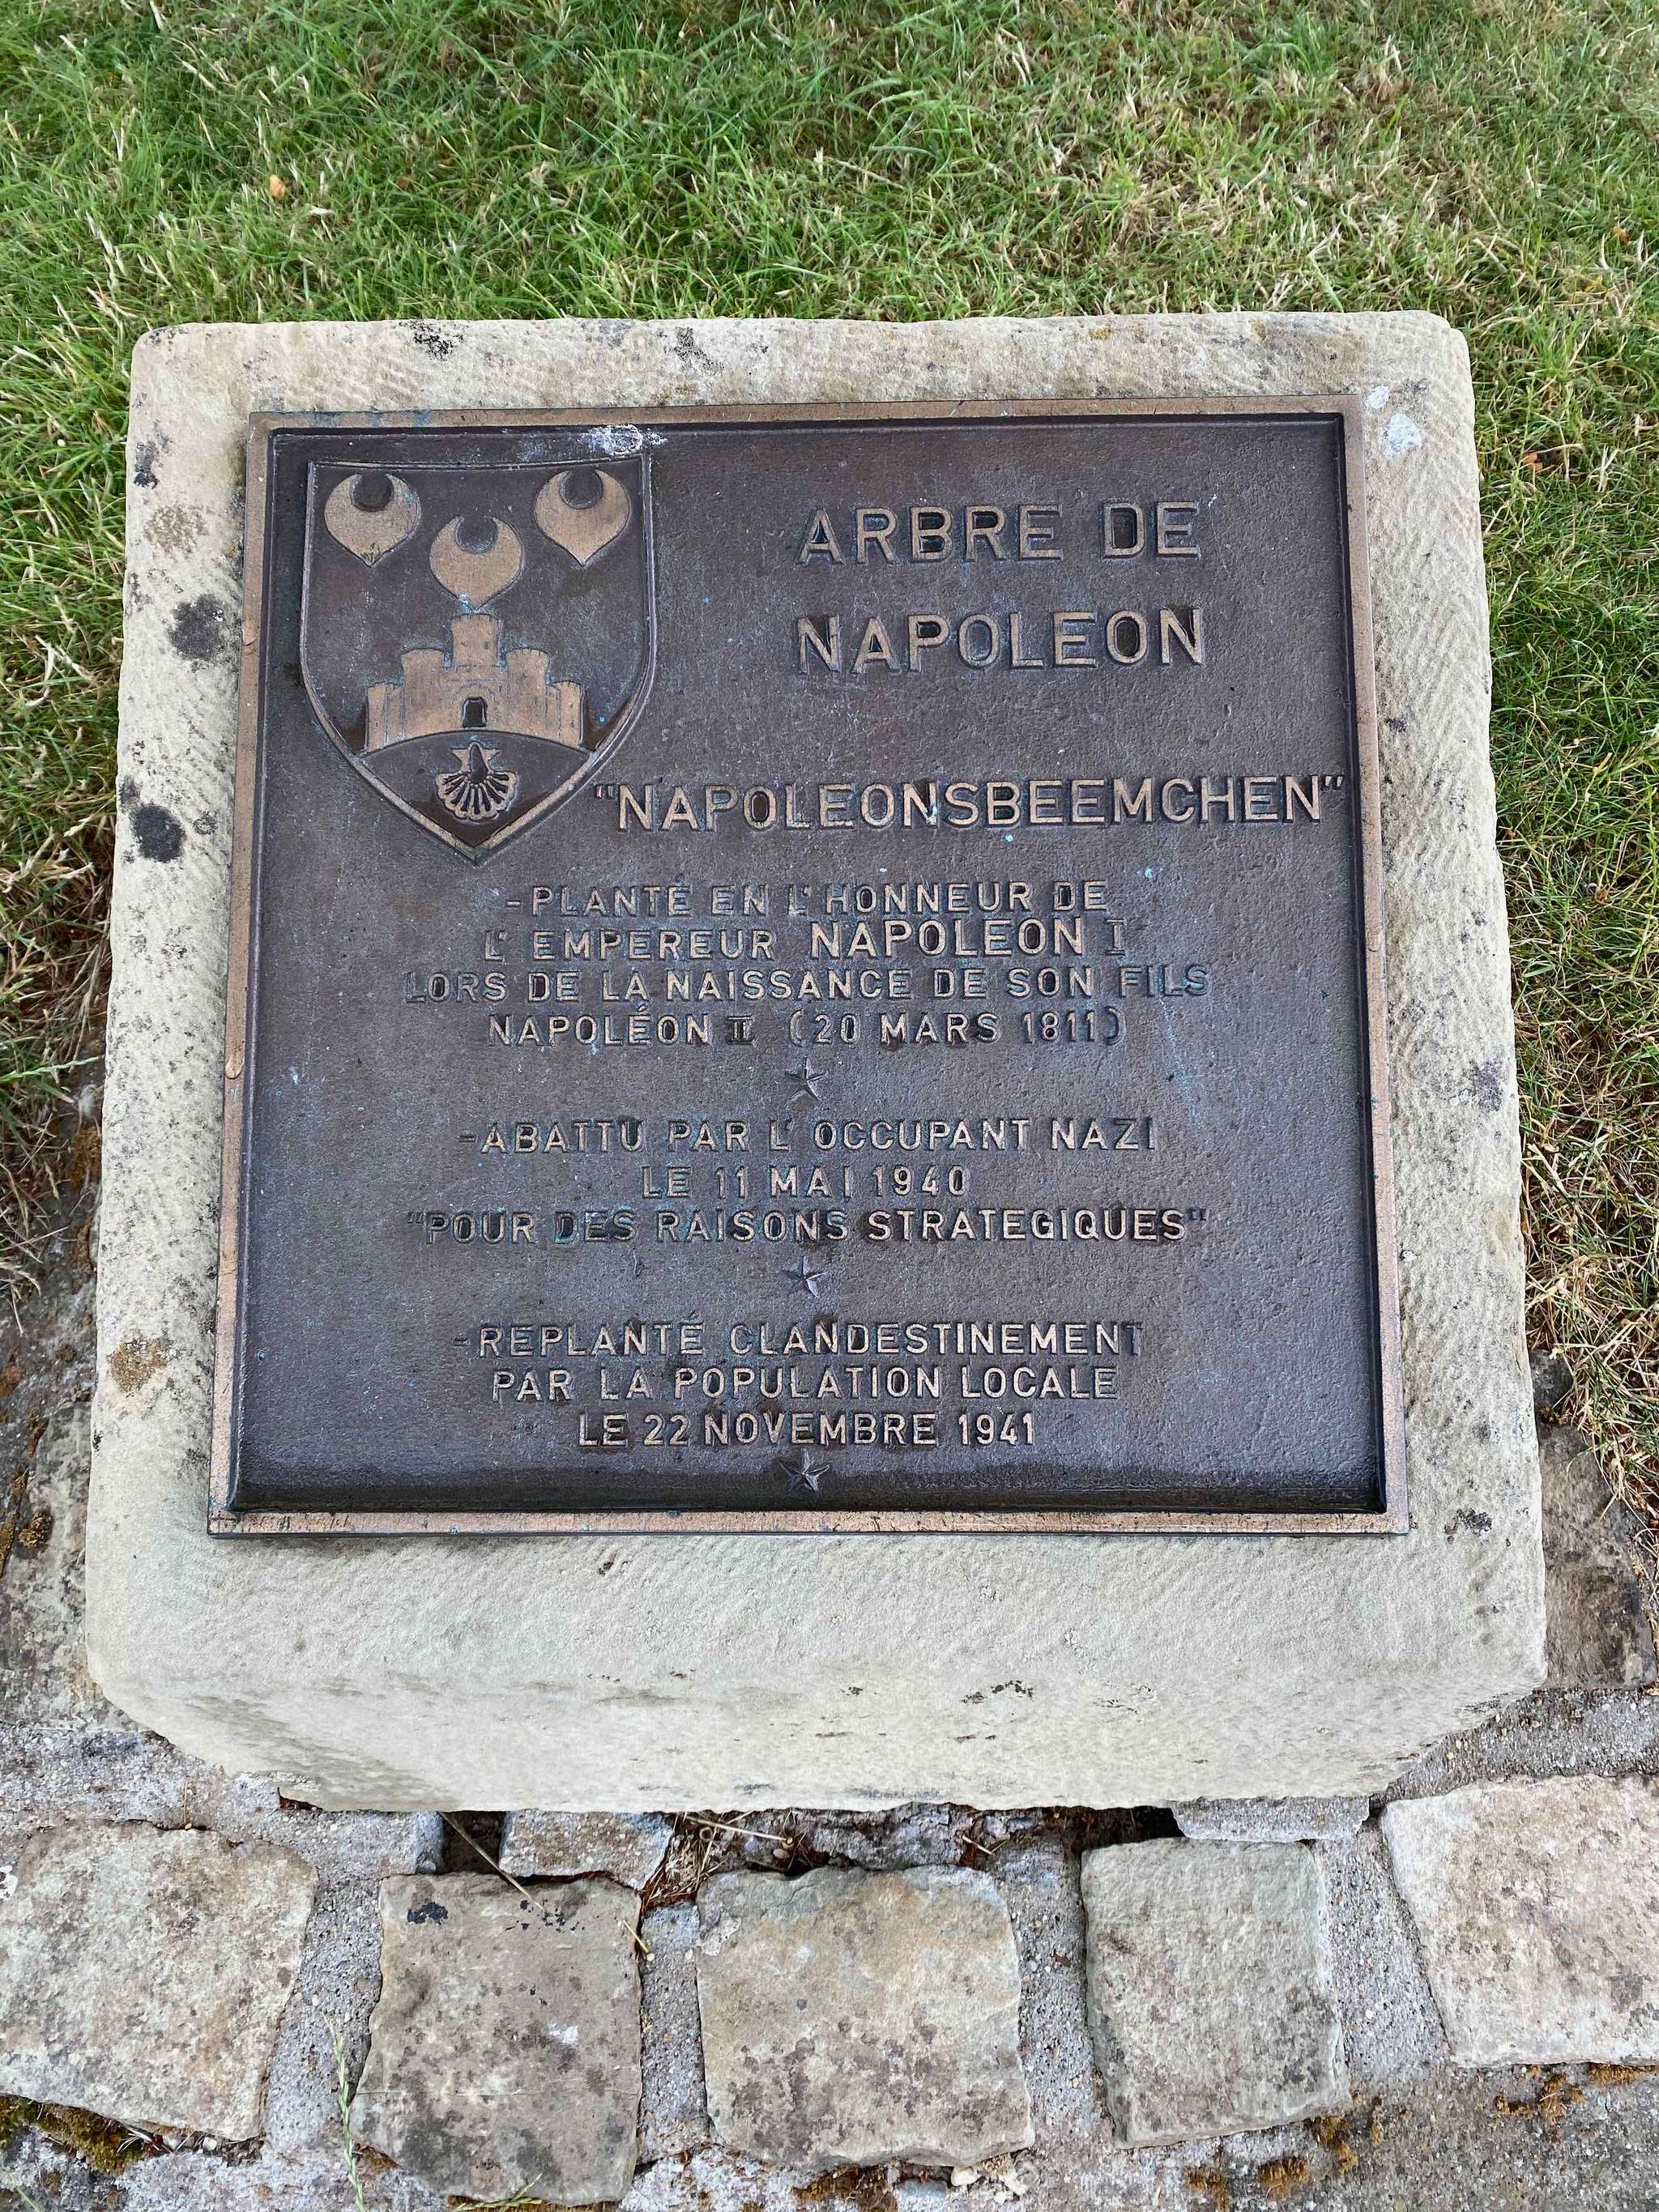 ARBRE DE
NAPOLEON
"NAPOLEONSBEEMCHEN"
-PLANTÉ EN L'HONNEUR DE
L' EMPEREUR NAPOLEON I
LORS DE LA NAISSANCE DE SON FILS
NAPOLÉON II (20 MARS 1811)
-ABATTU PAR L' OCCUPANT NAZI
LE 11 MAI 1940
"POUR DES RAISONS STRATEGIQUES"
-REPLANTÉ CLANDESTINEMENT
PAR LA POPULATION LOCALE
LE 22 NOVEMBRE 1941